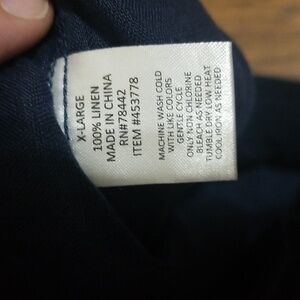 X-LARGE
100% LINEN
MADE IN CHINA
RN#78442
ITEM #453778
MACHINE WASH COLD
WITH LIKE COLORS
GENTLE CYCLE
ONLY NON CHLORINE
BLEACH AS NEEDED
TUMBLE DRY LOW HEAT
COOL IRON AS NEEDED